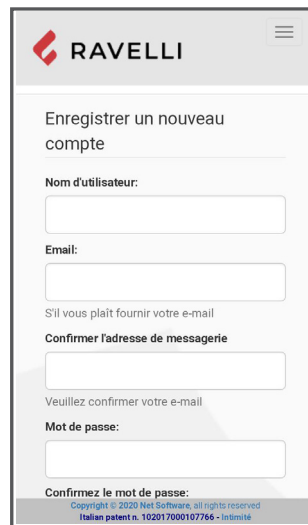 RAVELLI
Enregistrer un nouveau
compte
Nom d'utilisateur:
Email:
S'il vous plaît fournir votre e-mail
Confirmer l'adresse de messagerie
Veuillez confirmer votre e-mail
Mot de passe:
Confirmez le mot de passe:
Copyright © 2020 Net Software, all rights reserved
Italian patent n. 102017000107766 - Intimité